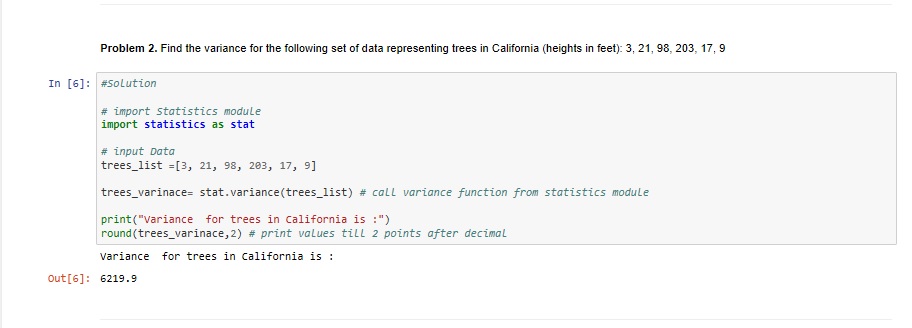 Problem 2. Find the variance for the following set of data representing trees in California (heights in feet): 3, 21, 98, 203, 17, 9
In [6]: #Solution
# import Statistics module
import statistics as stat
# input Data
trees_list =[3, 21, 98, 203, 17, 9]
trees_varinace= stat.variance(trees_list) # call variance function from statistics module
print("Variance  for trees in California is :")
round(trees_varinace,2) # print values till 2 points after decimal
Variance  for trees in California is :
Out[6]: 6219.9